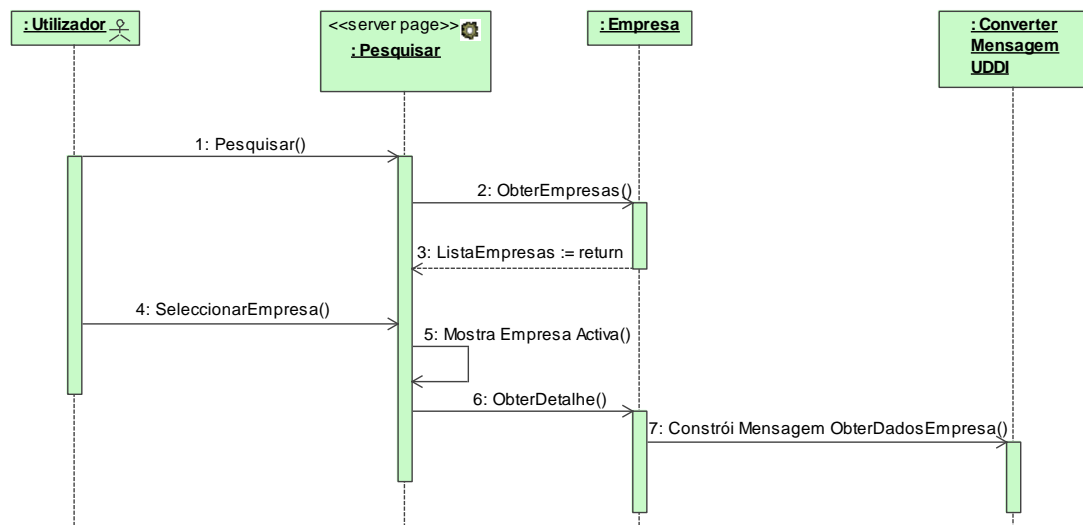 : Utilizador
<<server page>>
: Pesquisar
: Empresa
: Converter
Mensagem
UDDI
1: Pesquisar()
2: ObterEmpresas()
3: ListaEmpresas := return
4: SeleccionarEmpresa()
5: Mostra Empresa Activa()
6: ObterDetalhe()
7: Constrói Mensagem ObterDadosEmpresa()